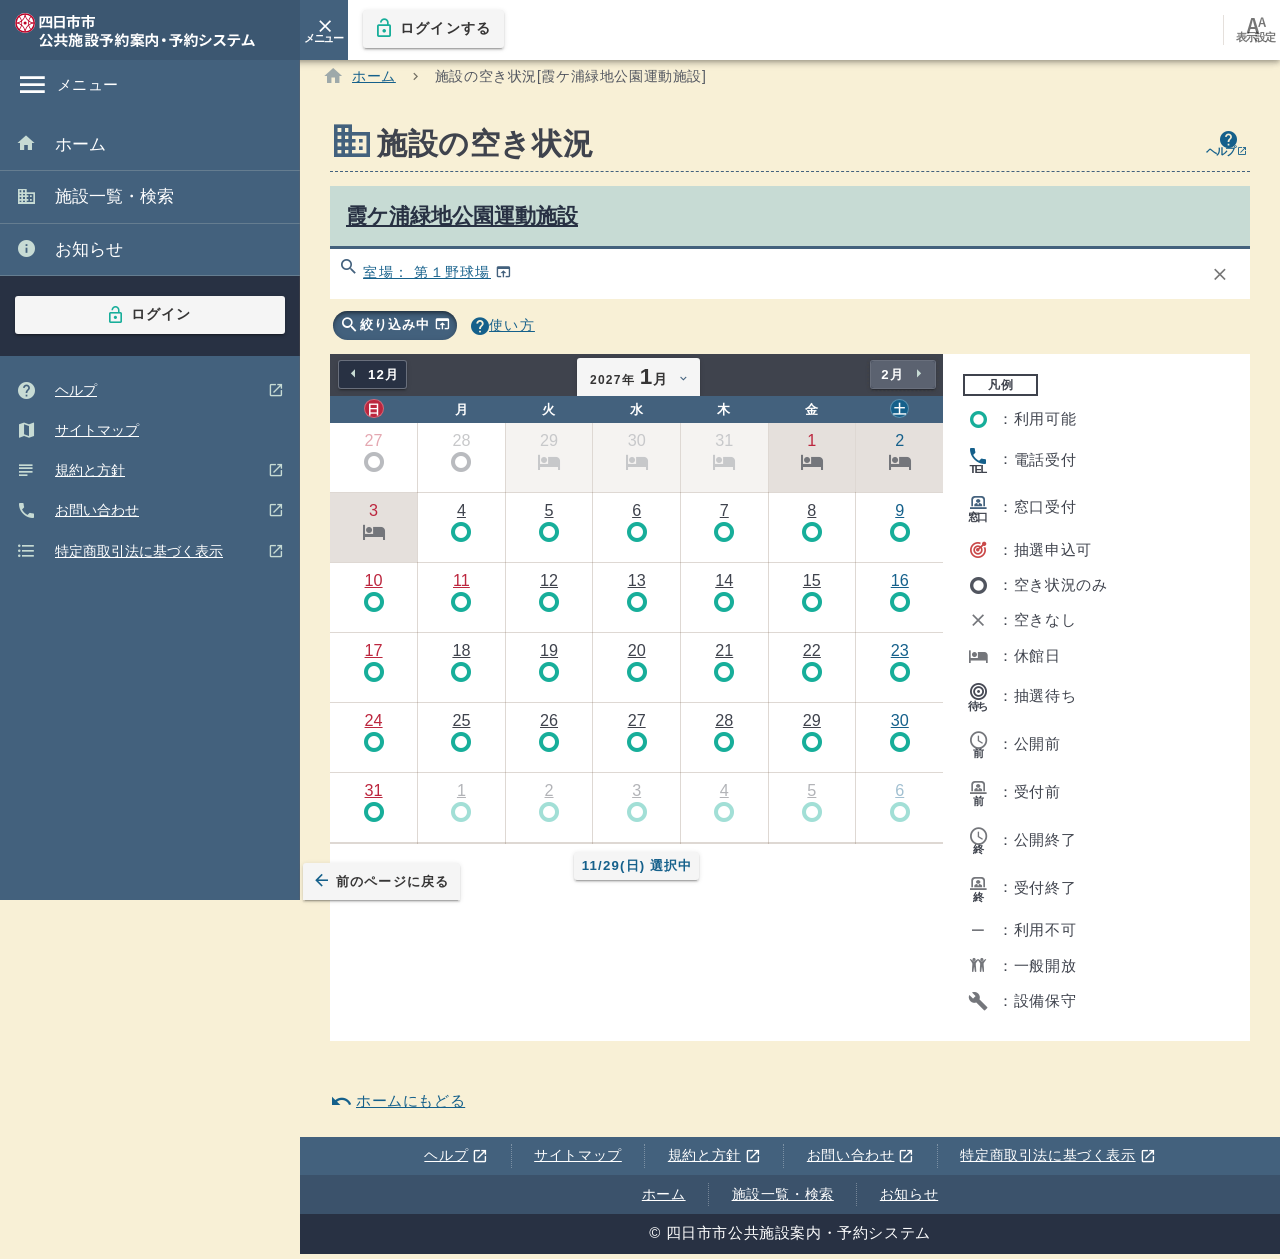 四日市市
公共施設予約案内・予約システム
メニュー
ログインする
表示設定
メニュー
ホーム
施設一覧・検索
お知らせ
ログイン
ヘルプ
サイトマップ
規約と方針
お問い合わせ
特定商取引法に基づく表示
ホーム 施設の空き状況[霞ケ浦緑地公園運動施設]
施設の空き状況
ヘルプ
霞ケ浦緑地公園運動施設
室場： 第１野球場
絞り込み中 使い方
12月 2027年 1月 2月
日 月 火 水 木 金 土
27 28 29 30 31 1 2
3 4 5 6 7 8 9
10 11 12 13 14 15 16
17 18 19 20 21 22 23
24 25 26 27 28 29 30
31 1 2 3 4 5 6
11/29(日) 選択中
前のページに戻る
凡例
：利用可能
TEL ：電話受付
窓口 ：窓口受付
：抽選申込可
：空き状況のみ
：空きなし
：休館日
待ち ：抽選待ち
前 ：公開前
前 ：受付前
終 ：公開終了
終 ：受付終了
：利用不可
：一般開放
：設備保守
ホームにもどる
ヘルプ サイトマップ 規約と方針 お問い合わせ 特定商取引法に基づく表示
ホーム 施設一覧・検索 お知らせ
© 四日市市公共施設案内・予約システム